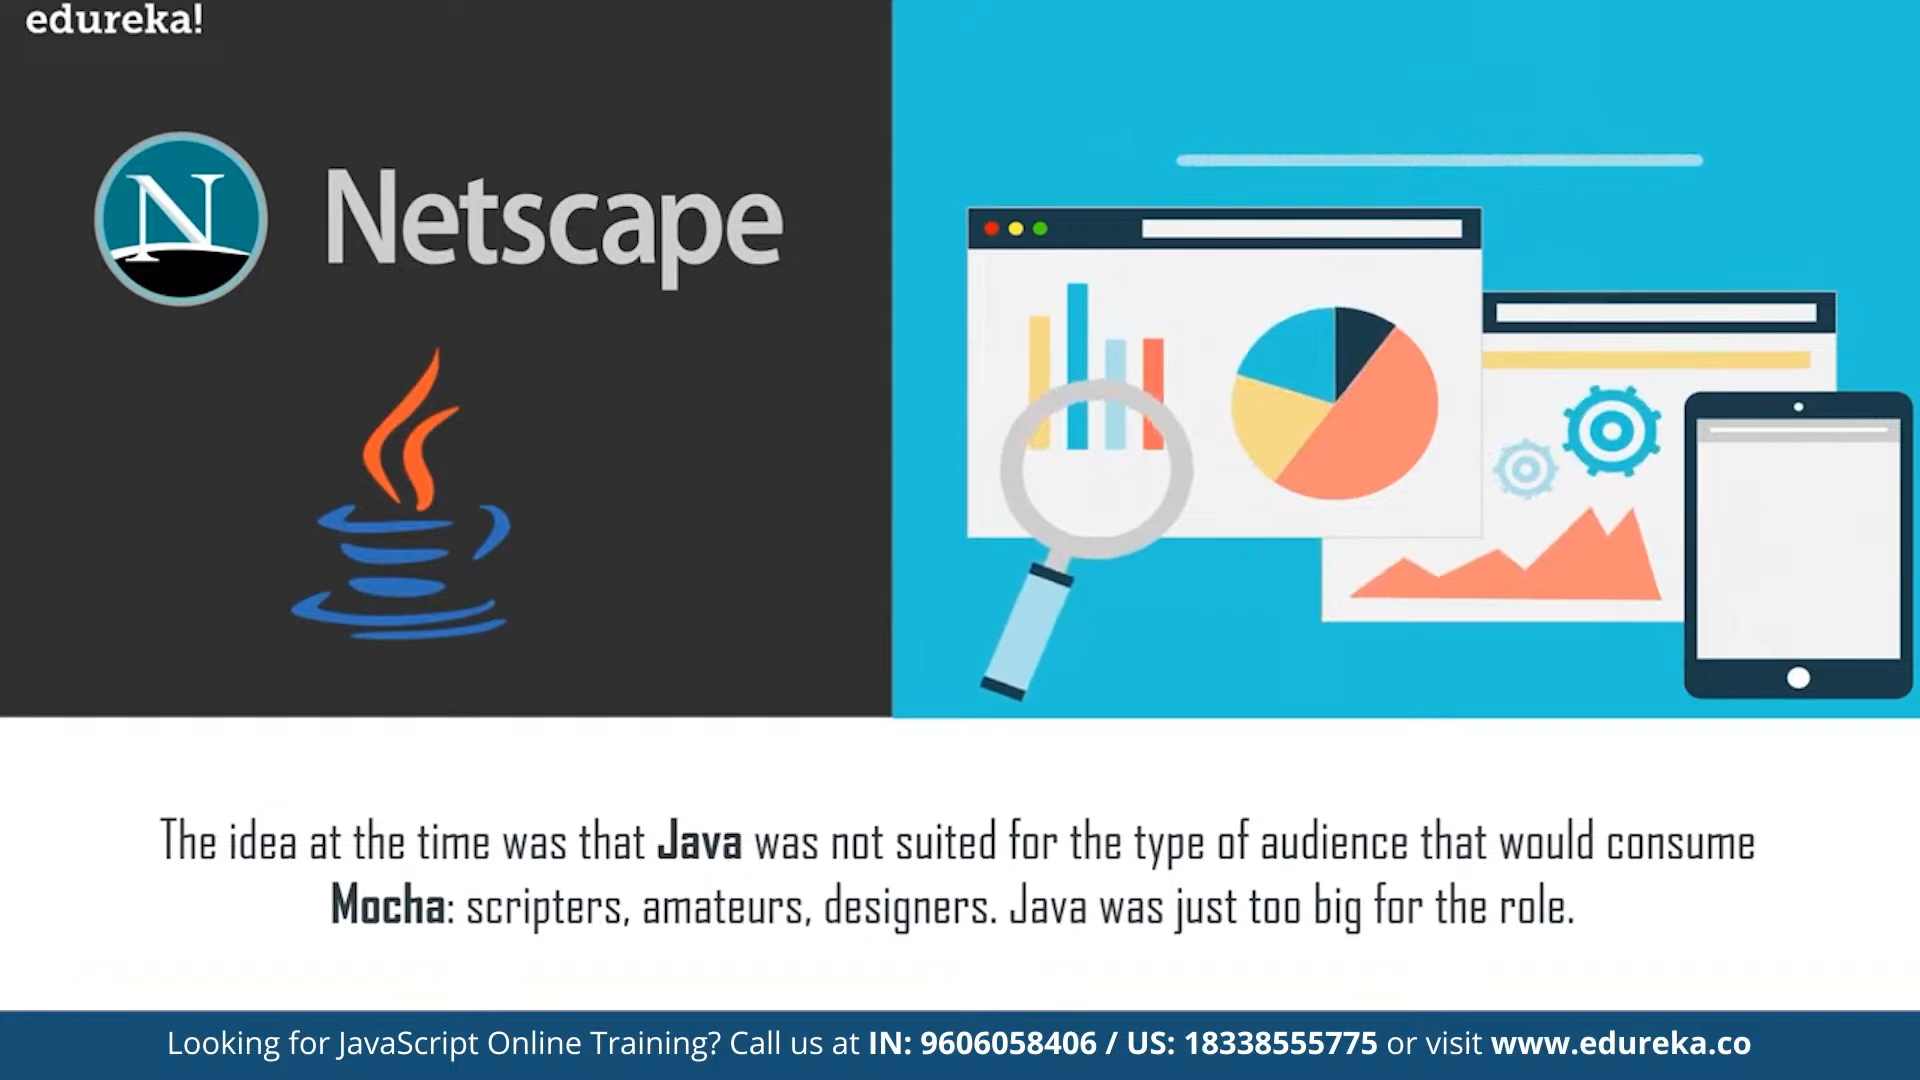 edureka!
N
Netscape
The idea at the time was that Java was not suited for the type of audience that would consume
Mocha: scripters, amateurs, designers. Java was just too big for the role.
Looking for JavaScript Online Training? Call us at IN: 9606058406 / US: 18338555775 or visit www.edureka.co